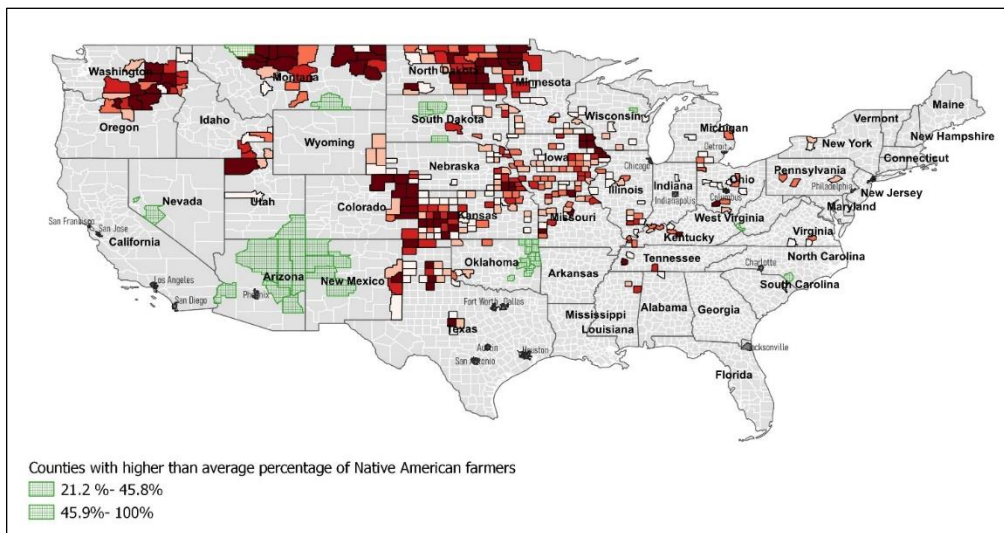 Washington
Montana
North Dakota
Minnesota
Maine
Vermont
Oregon
Idaho
South Dakota
Wisconsin
Michigan
New Hampshire
Wyoming
New York
Detroit
Connecticut
Nebraska
Iowa
Chicago
Pennsylvania
Nevada
Utah
Illinois
Indiana
Ohio
Philadelphia
New Jersey
Indianapolis
Columbus
Maryland
San Francisco
San Jose
Colorado
Kansas
Missouri
West Virginia
California
Kentucky
Virginia
Oklahoma
Tennessee
North Carolina
Charlotte
Los Angeles
Arizona
New Mexico
Arkansas
South Carolina
San Diego
Phoenix
Fort Worth
Dallas
Mississippi
Alabama
Georgia
Louisiana
Texas
Jacksonville
Austin
Houston
San Antonio
Florida
Counties with higher than average percentage of Native American farmers
21.2 %- 45.8%
45.9%- 100%